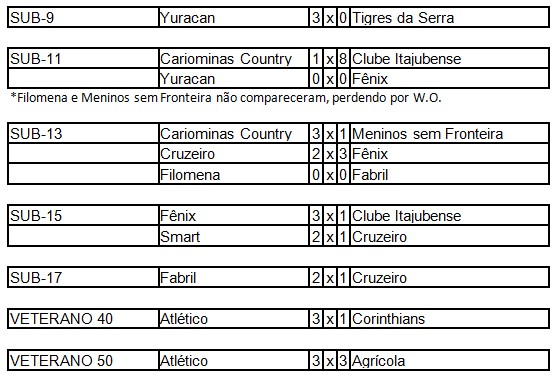 SUB-9 Yuracan 3 x 0 Tigres da Serra
SUB-11 Cariominas Country 1 x 8 Clube Itajubense
Yuracan 0 x 0 Fênix
*Filomena e Meninos sem Fronteira não compareceram, perdendo por W.O.
SUB-13 Cariominas Country 3 x 1 Meninos sem Fronteira
Cruzeiro 2 x 3 Fênix
Filomena 0 x 0 Fabril
SUB-15 Fênix 3 x 1 Clube Itajubense
Smart 2 x 1 Cruzeiro
SUB-17 Fabril 2 x 1 Cruzeiro
VETERANO 40 Atlético 3 x 1 Corinthians
VETERANO 50 Atlético 3 x 3 Agrícola